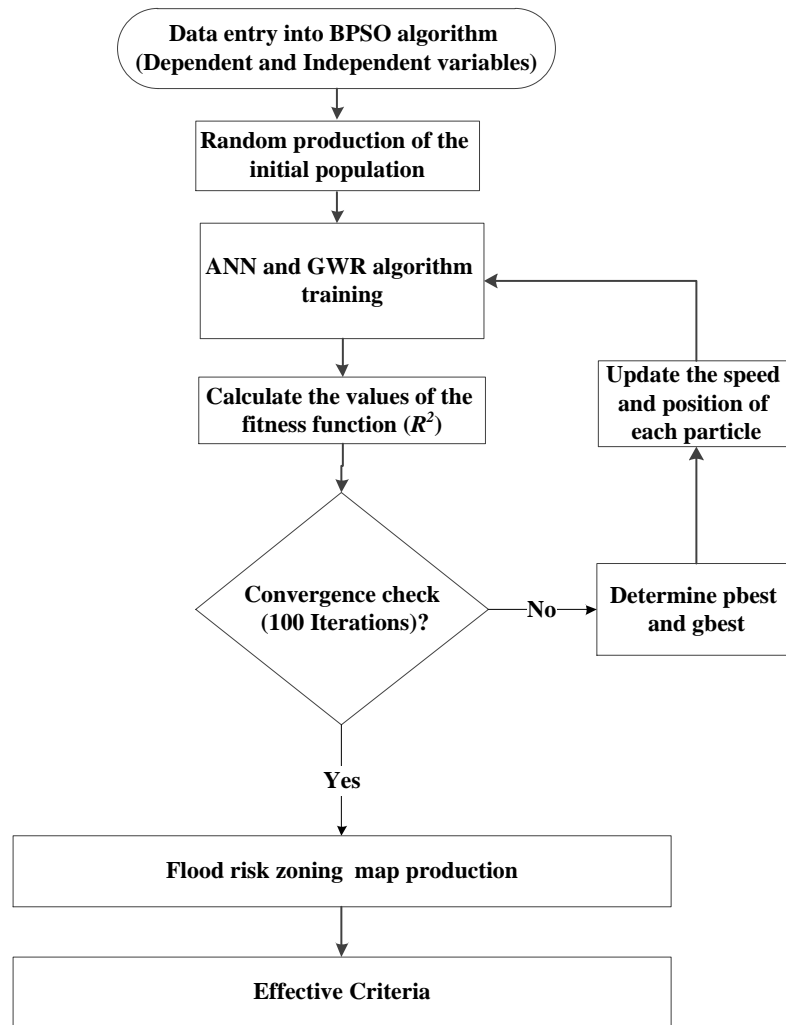 Data entry into BPSO algorithm
(Dependent and Independent variables)
Random production of the
initial population
ANN and GWR algorithm
training
Calculate the values of the
fitness function (R²)
Update the speed
and position of
each particle
Convergence check
(100 Iterations)?
No
Determine pbest
and gbest
Yes
Flood risk zoning map production
Effective Criteria